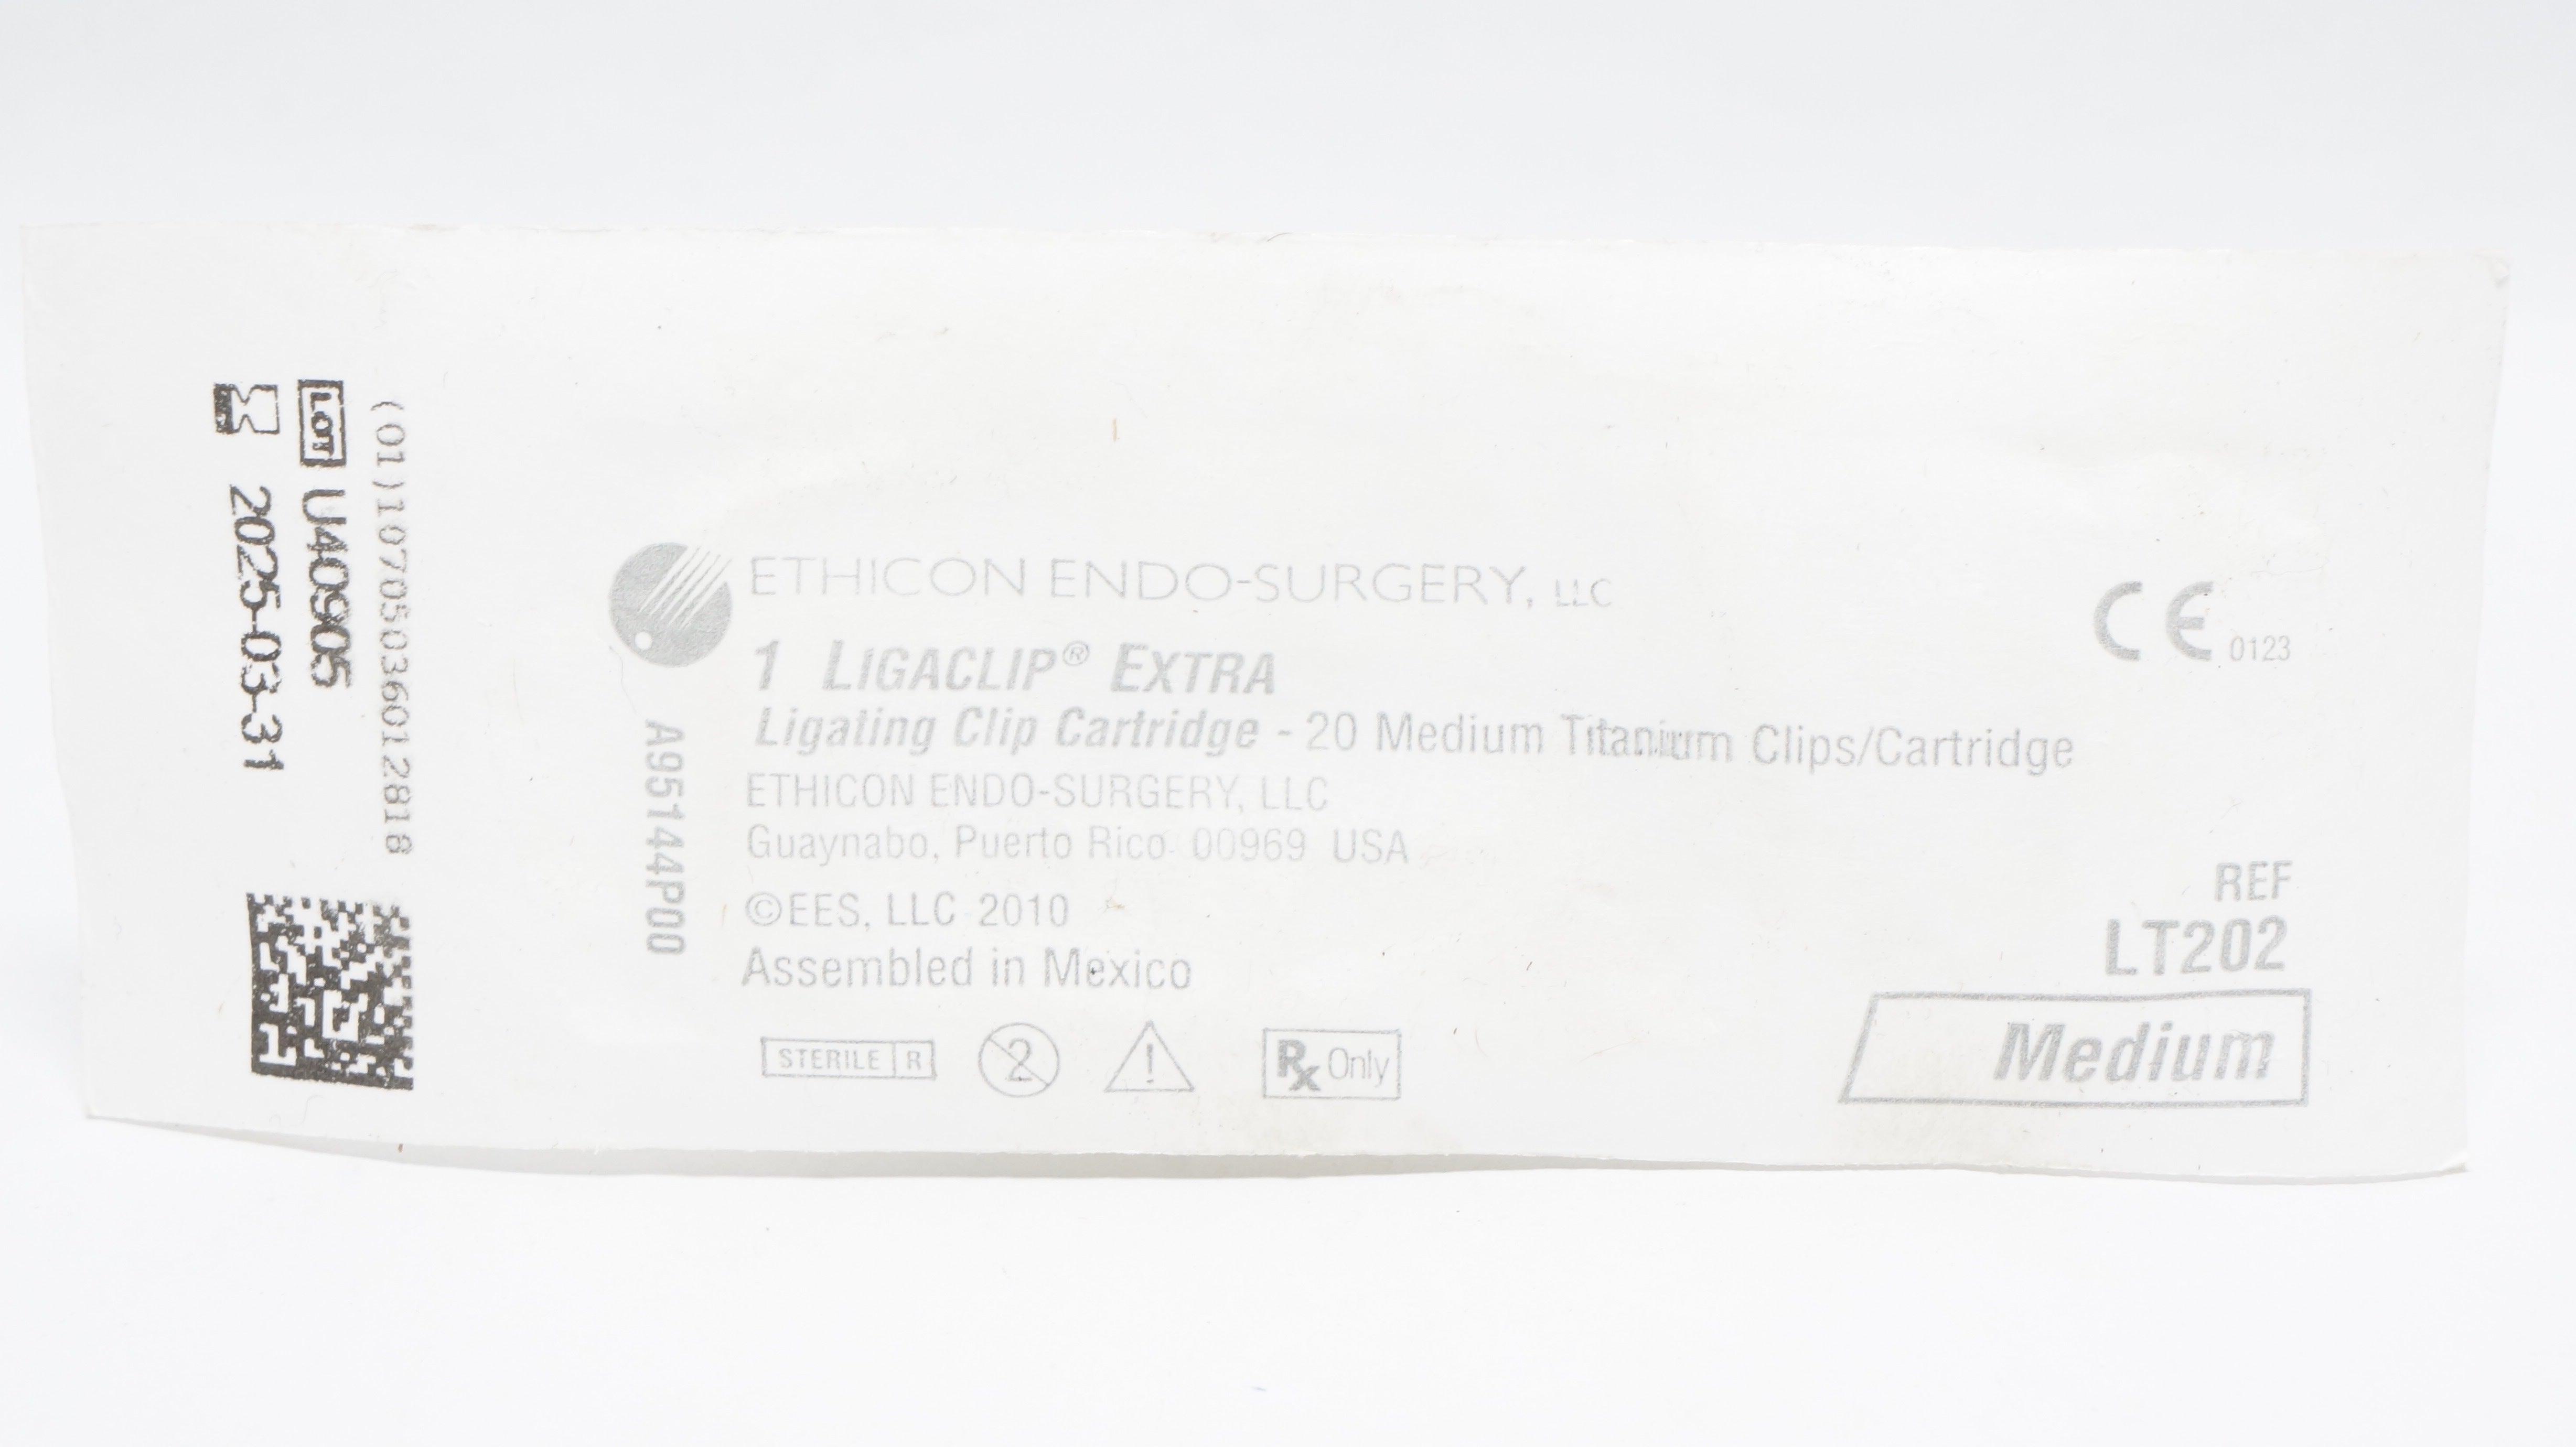 (01)10705036012818
LOT U40905
2025-03-31
ETHICON ENDO-SURGERY, LLC
1 LIGACLIP® EXTRA
Ligating Clip Cartridge - 20 Medium Titanium Clips/Cartridge
ETHICON ENDO-SURGERY, LLC
Guaynabo, Puerto Rico 00969 USA
©EES, LLC 2010
Assembled in Mexico
A95144P00
STERILE R
2
!
Rx Only
CE 0123
REF
LT202
Medium